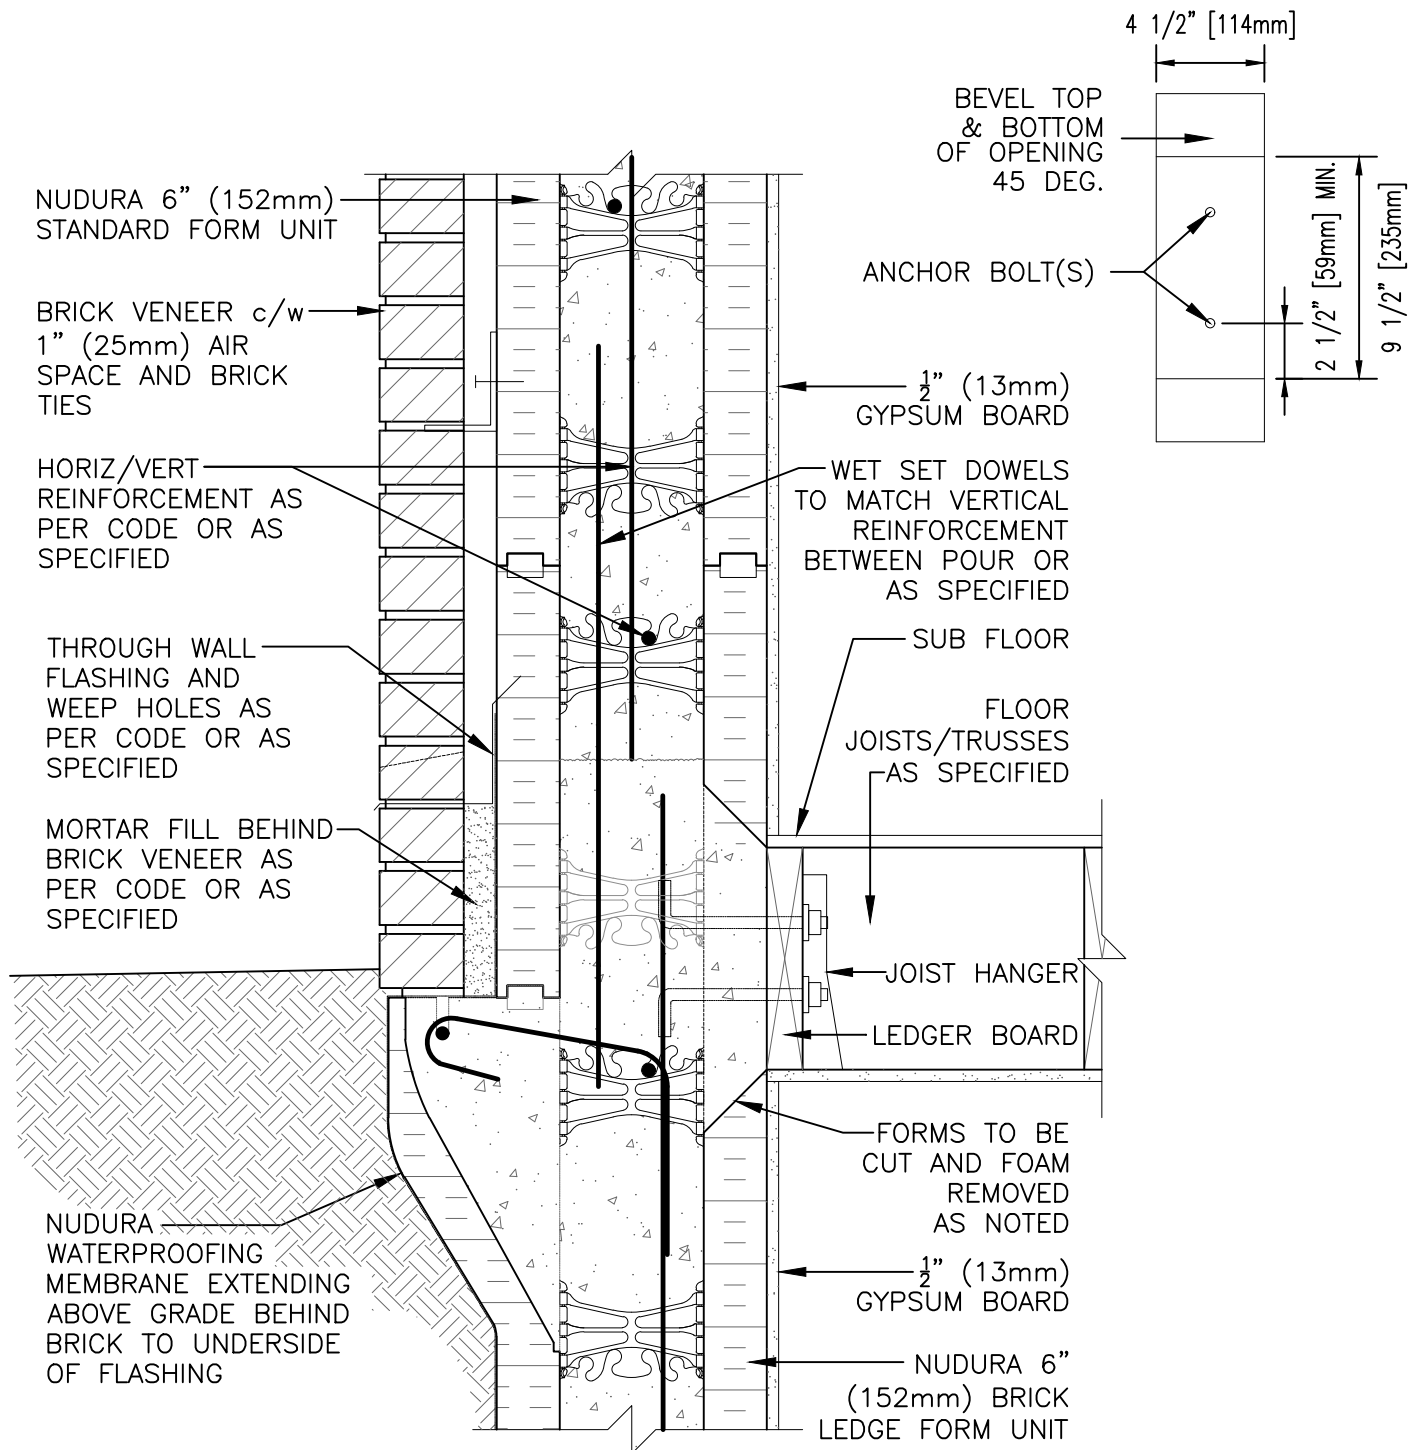 4 1/2" [114mm]
BEVEL TOP
& BOTTOM
OF OPENING
45 DEG.
ANCHOR BOLT(S)
2 1/2" [59mm] MIN.
9 1/2" [235mm]
NUDURA 6" (152mm)
STANDARD FORM UNIT
BRICK VENEER c/w
1" (25mm) AIR
SPACE AND BRICK
TIES
HORIZ/VERT
REINFORCEMENT AS
PER CODE OR AS
SPECIFIED
THROUGH WALL
FLASHING AND
WEEP HOLES AS
PER CODE OR AS
SPECIFIED
MORTAR FILL BEHIND
BRICK VENEER AS
PER CODE OR AS
SPECIFIED
NUDURA
WATERPROOFING
MEMBRANE EXTENDING
ABOVE GRADE BEHIND
BRICK TO UNDERSIDE
OF FLASHING
½" (13mm)
GYPSUM BOARD
WET SET DOWELS
TO MATCH VERTICAL
REINFORCEMENT
BETWEEN POUR OR
AS SPECIFIED
SUB FLOOR
FLOOR
JOISTS/TRUSSES
AS SPECIFIED
JOIST HANGER
LEDGER BOARD
FORMS TO BE
CUT AND FOAM
REMOVED
AS NOTED
½" (13mm)
GYPSUM BOARD
NUDURA 6"
(152mm) BRICK
LEDGE FORM UNIT